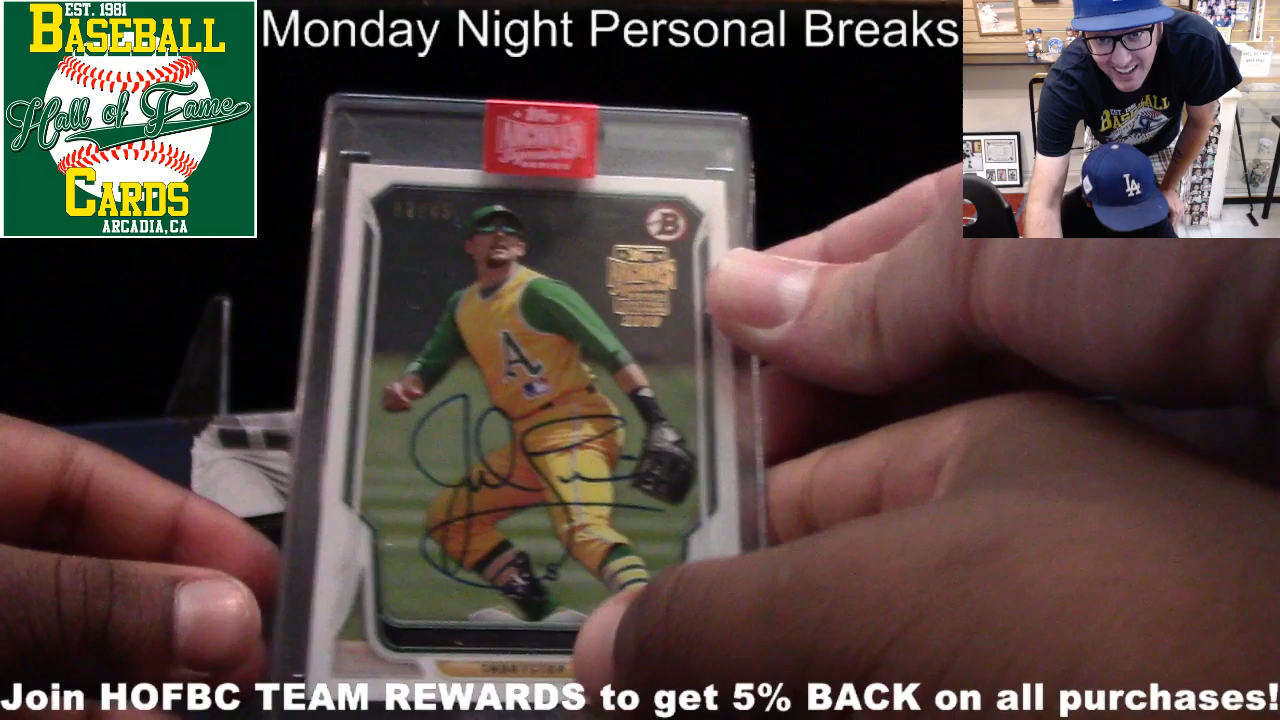 EST. 1981
BASEBALL
Hall of Fame
CARDS
ARCADIA, CA
Monday Night Personal Breaks
Topps
ARCHIVES
B
A
LA
Join HOFBC TEAM REWARDS to get 5% BACK on all purchases!